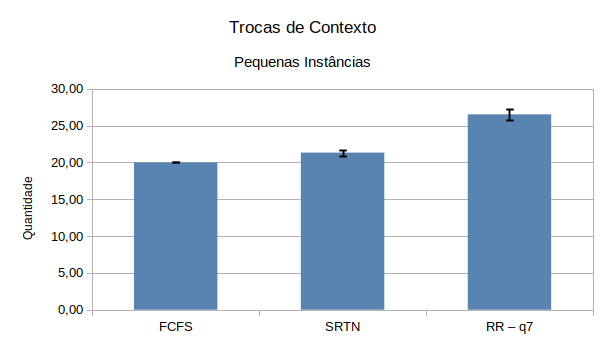 Trocas de Contexto
Pequenas Instâncias
Quantidade
30,00
25,00
20,00
15,00
10,00
5,00
0,00
FCFS
SRTN
RR – q7